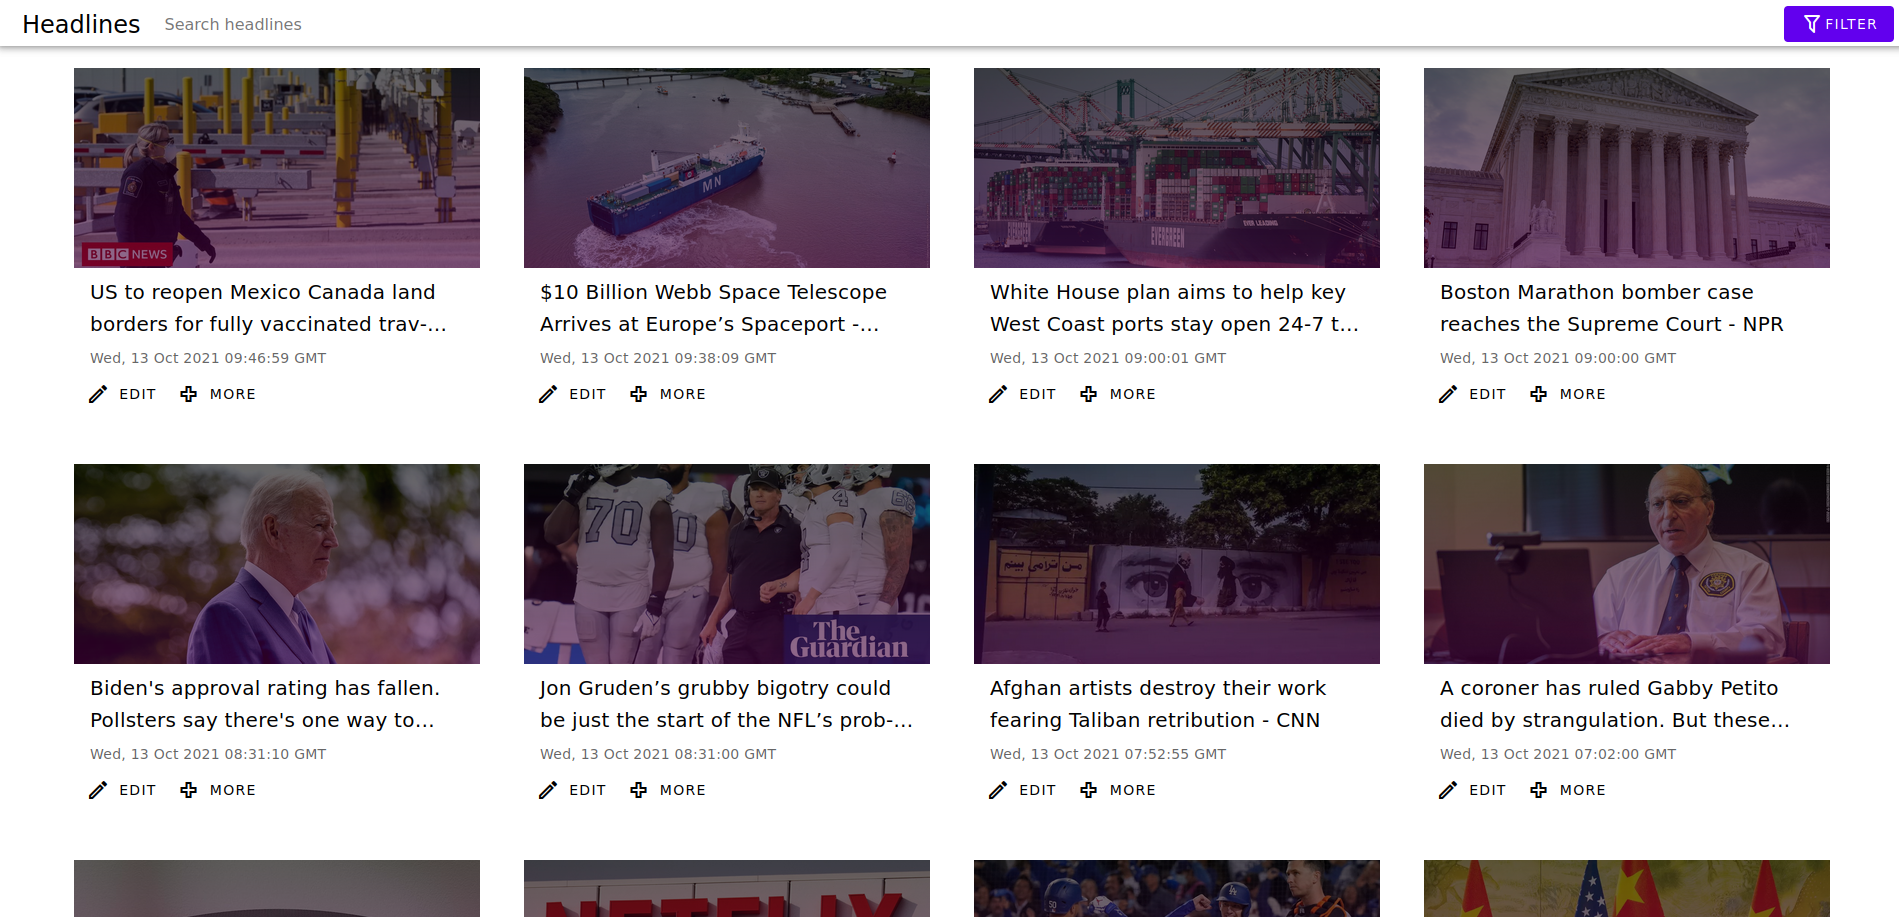 Headlines
Search headlines
FILTER
BBC NEWS
MN
EVER LEADING
EVERGREEN
US to reopen Mexico Canada land
borders for fully vaccinated trav-...
Wed, 13 Oct 2021 09:46:59 GMT
EDIT
MORE
$10 Billion Webb Space Telescope
Arrives at Europe’s Spaceport -...
Wed, 13 Oct 2021 09:38:09 GMT
EDIT
MORE
White House plan aims to help key
West Coast ports stay open 24-7 t...
Wed, 13 Oct 2021 09:00:01 GMT
EDIT
MORE
Boston Marathon bomber case
reaches the Supreme Court - NPR
Wed, 13 Oct 2021 09:00:00 GMT
EDIT
MORE
70
4
The
Guardian
من ترامی بینم
Biden's approval rating has fallen.
Pollsters say there's one way to...
Wed, 13 Oct 2021 08:31:10 GMT
EDIT
MORE
Jon Gruden’s grubby bigotry could
be just the start of the NFL’s prob-...
Wed, 13 Oct 2021 08:31:00 GMT
EDIT
MORE
Afghan artists destroy their work
fearing Taliban retribution - CNN
Wed, 13 Oct 2021 07:52:55 GMT
EDIT
MORE
A coroner has ruled Gabby Petito
died by strangulation. But these...
Wed, 13 Oct 2021 07:02:00 GMT
EDIT
MORE
NETFLIX
50